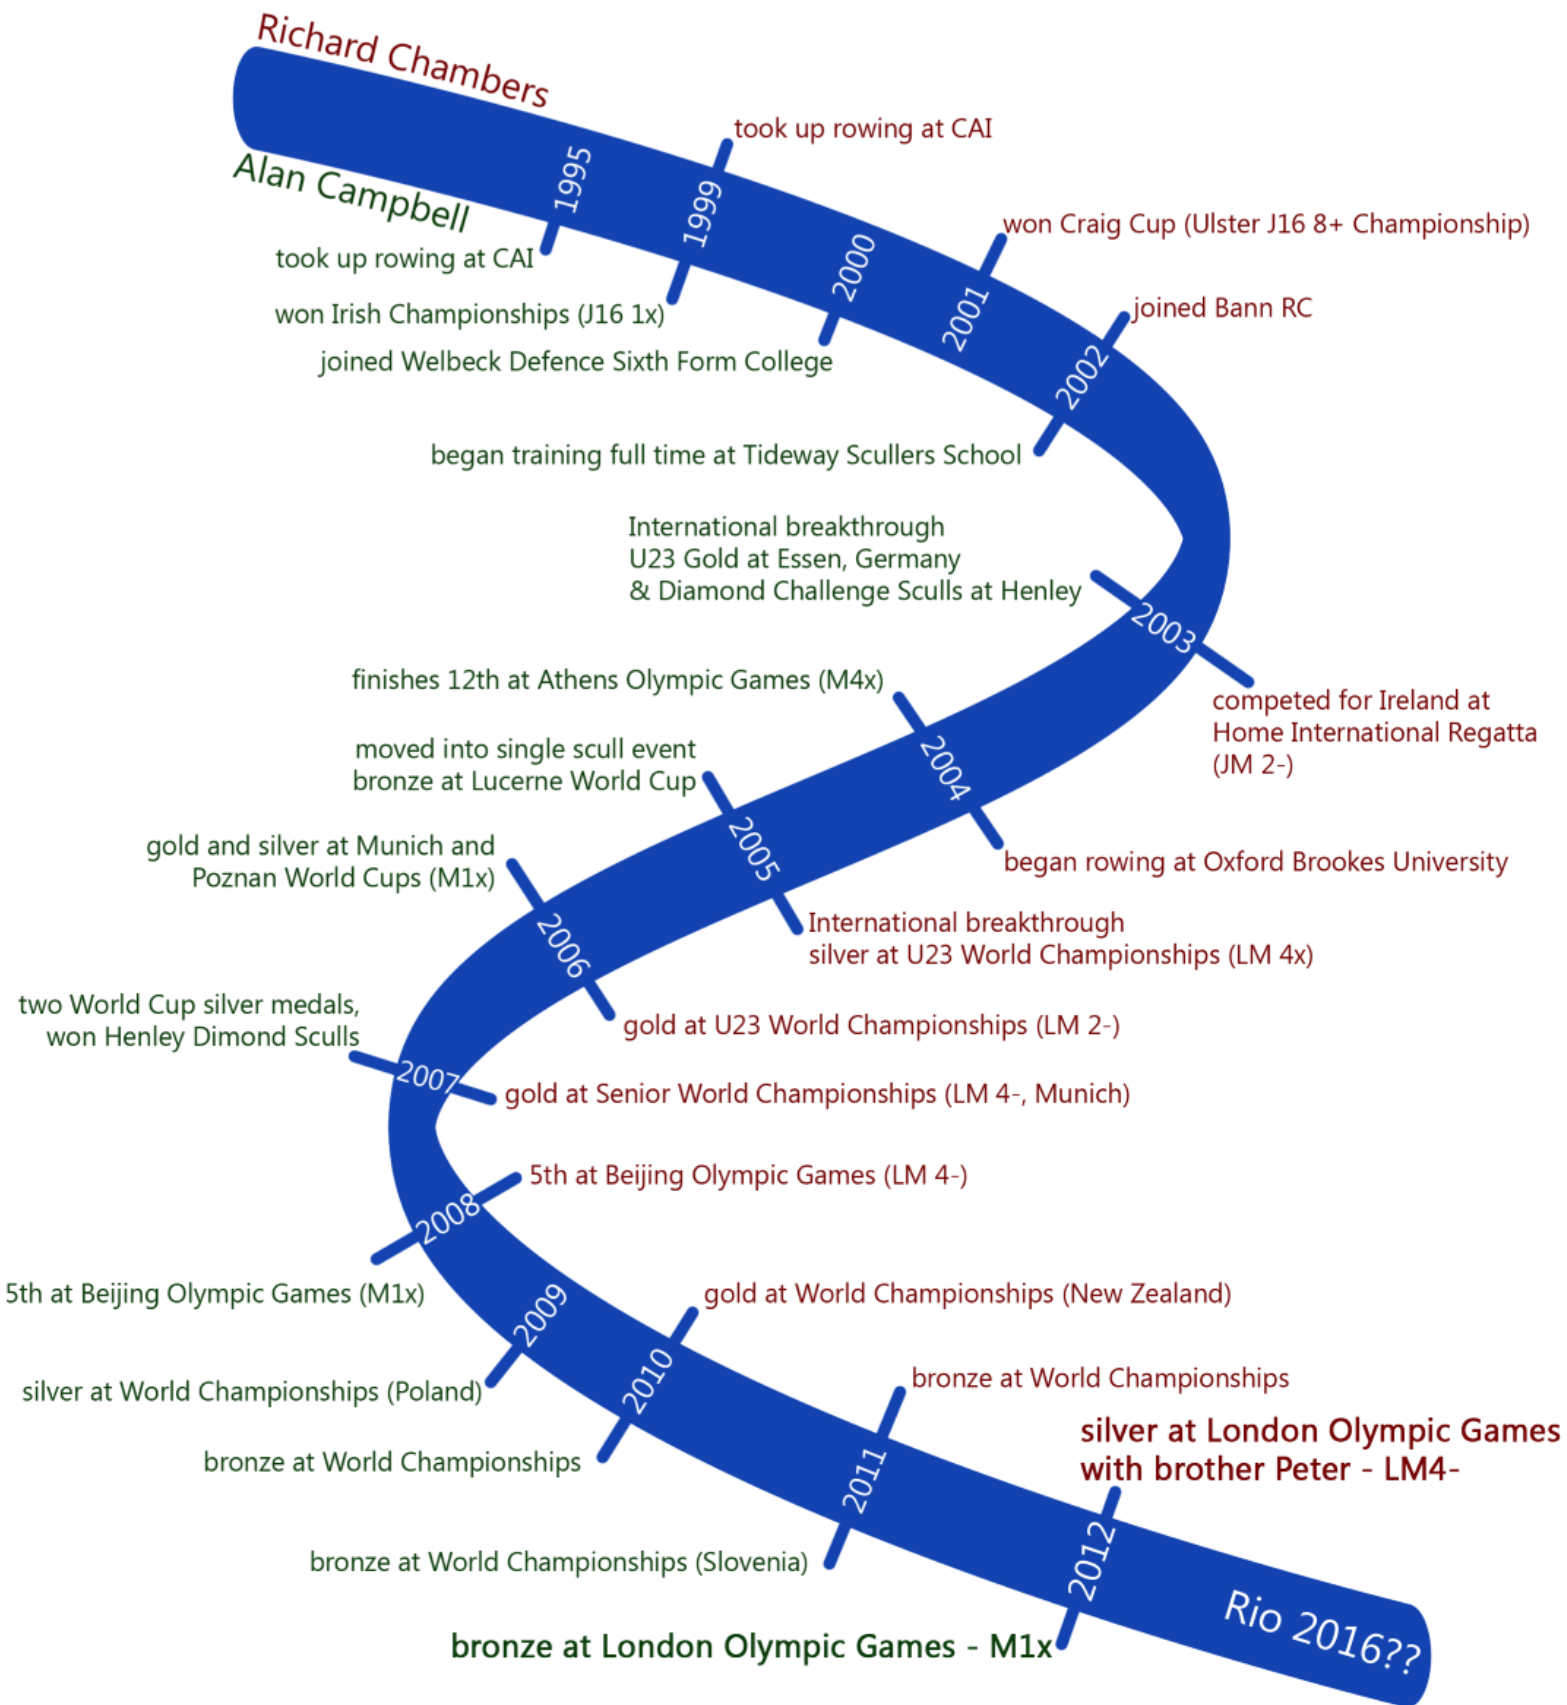 Richard Chambers
Alan Campbell
1995
took up rowing at CAI
took up rowing at CAI
1999
won Irish Championships (J16 1x)
2000
joined Welbeck Defence Sixth Form College
won Craig Cup (Ulster J16 8+ Championship)
2001
joined Bann RC
2002
began training full time at Tideway Scullers School
International breakthrough
U23 Gold at Essen, Germany
& Diamond Challenge Sculls at Henley
2003
competed for Ireland at
Home International Regatta
(JM 2-)
finishes 12th at Athens Olympic Games (M4x)
2004
began rowing at Oxford Brookes University
moved into single scull event
bronze at Lucerne World Cup
2005
International breakthrough
silver at U23 World Championships (LM 4x)
gold and silver at Munich and
Poznan World Cups (M1x)
2006
gold at U23 World Championships (LM 2-)
two World Cup silver medals,
won Henley Dimond Sculls
2007
gold at Senior World Championships (LM 4-, Munich)
5th at Beijing Olympic Games (LM 4-)
2008
5th at Beijing Olympic Games (M1x)
2009
silver at World Championships (Poland)
gold at World Championships (New Zealand)
2010
bronze at World Championships
bronze at World Championships
2011
bronze at World Championships (Slovenia)
silver at London Olympic Games
with brother Peter - LM4-
2012
bronze at London Olympic Games - M1x
Rio 2016??